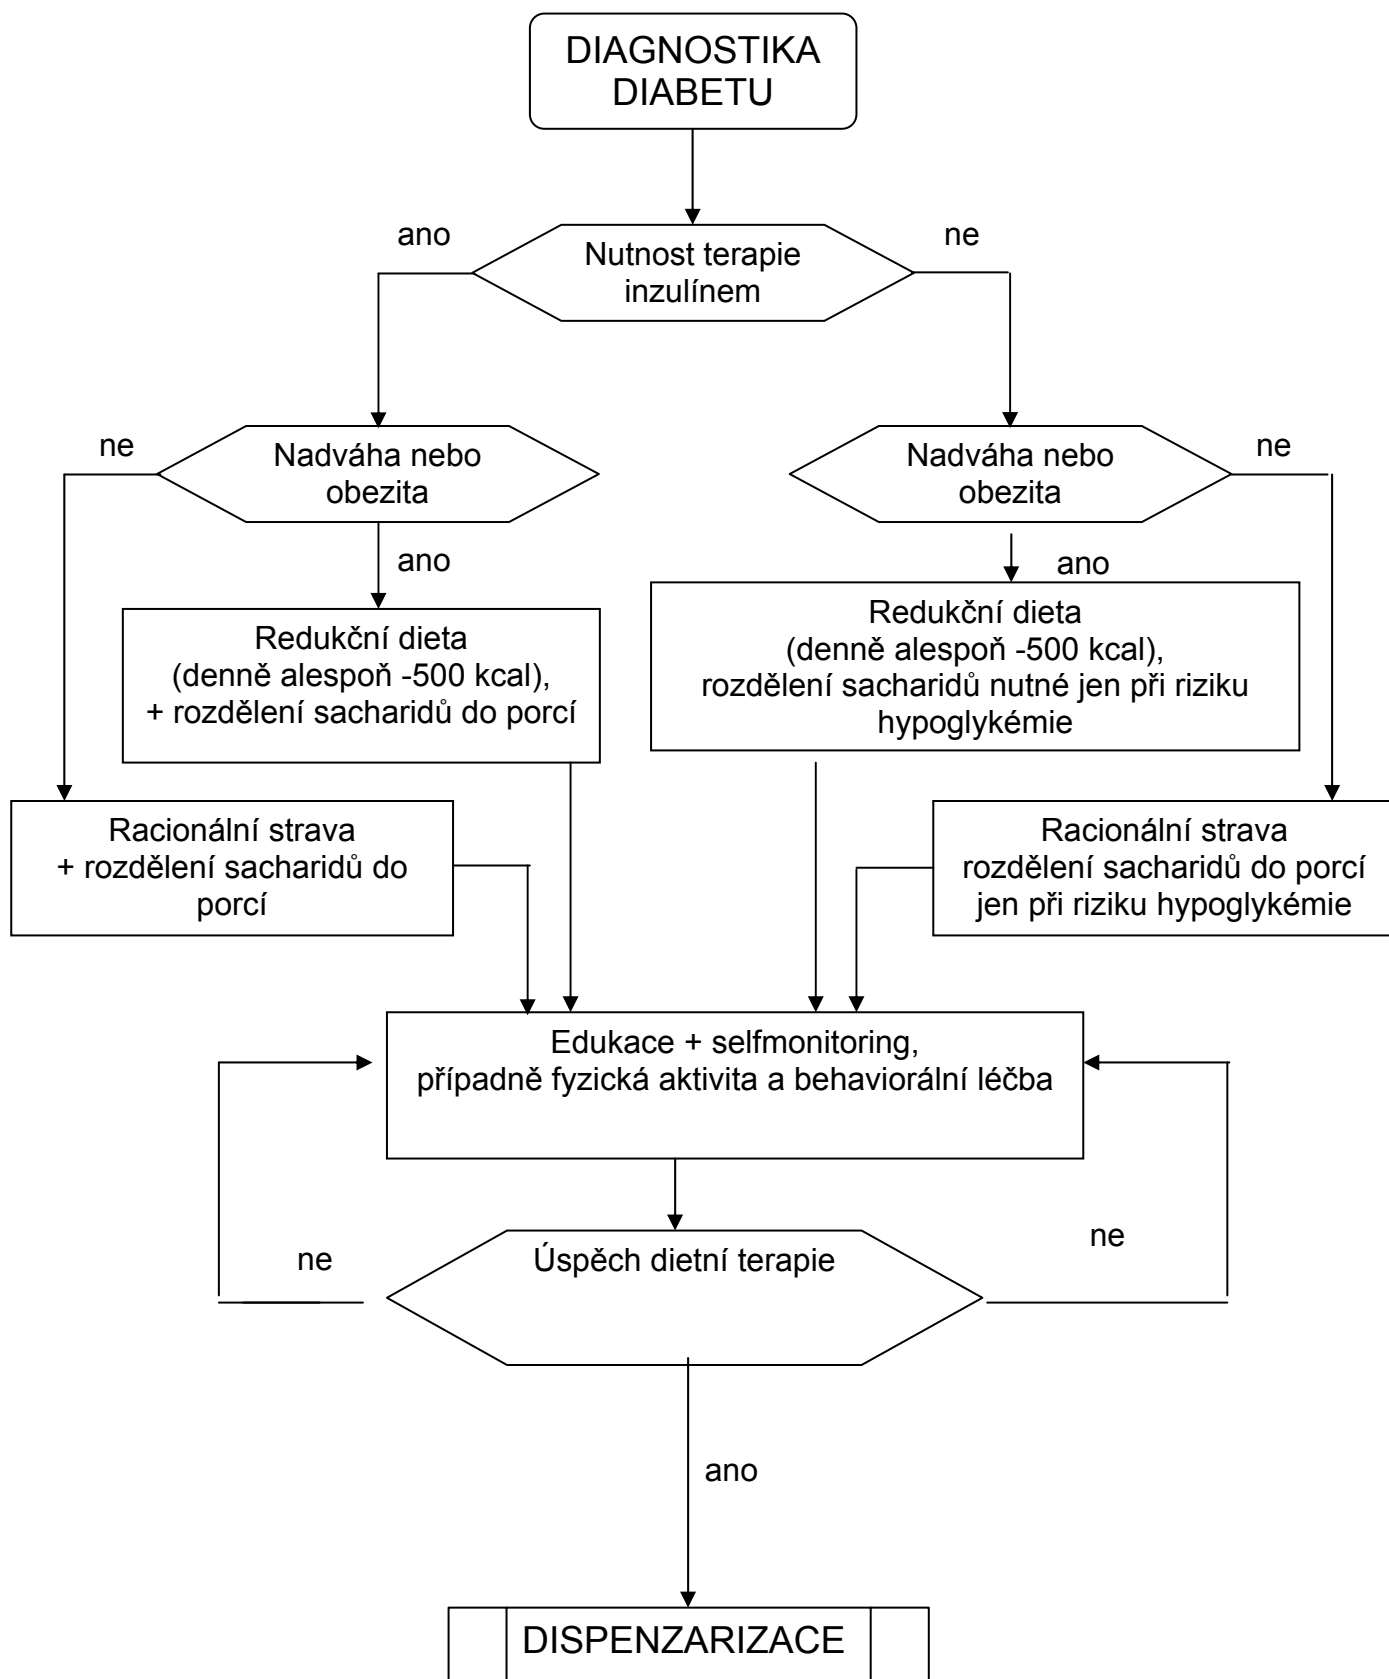 DIAGNOSTIKA
DIABETU
ano
ne
Nutnost terapie
inzulínem
ne
Nadváha nebo
obezita
Nadváha nebo
obezita
ne
ano
ano
Redukční dieta
(denně alespoň -500 kcal),
+ rozdělení sacharidů do porcí
Redukční dieta
(denně alespoň -500 kcal),
rozdělení sacharidů nutné jen při riziku
hypoglykémie
Racionální strava
+ rozdělení sacharidů do
porcí
Racionální strava
rozdělení sacharidů do porcí
jen při riziku hypoglykémie
Edukace + selfmonitoring,
případně fyzická aktivita a behaviorální léčba
ne
Úspěch dietní terapie
ne
ano
DISPENZARIZACE